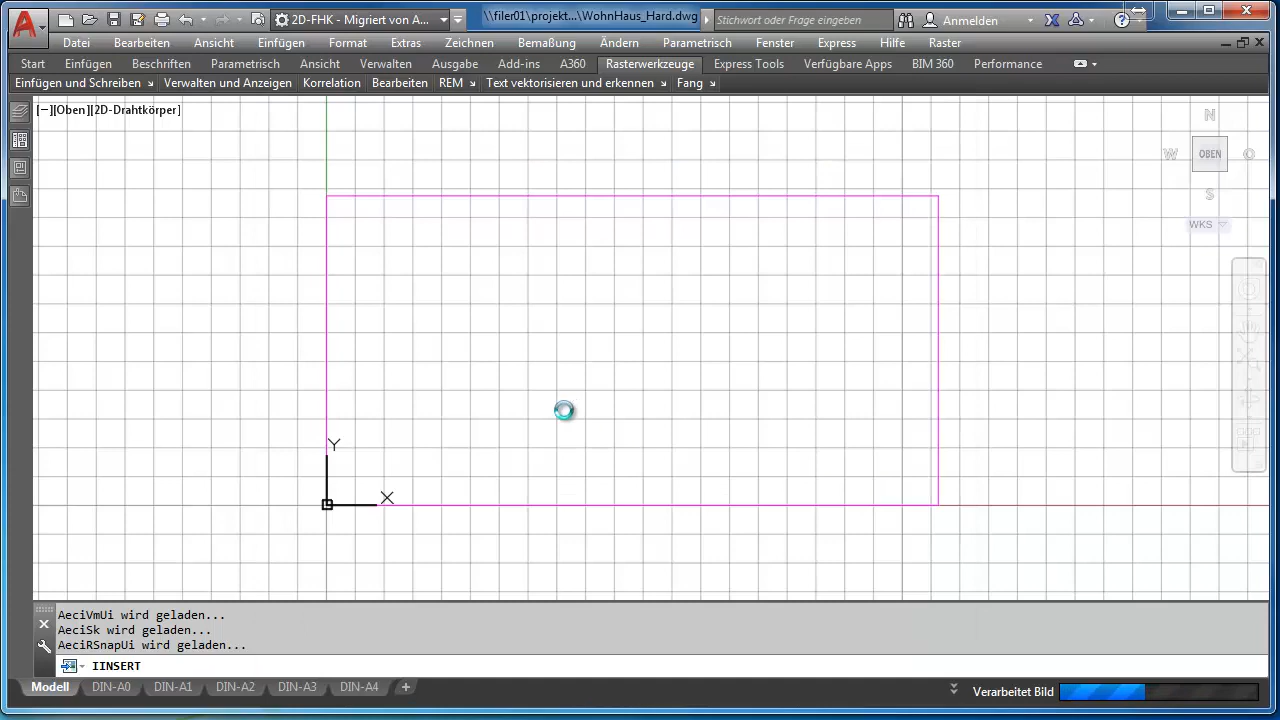 2D-FHK - Migriert von A...
\\filer01\projekt...\WohnHaus_Hard.dwg
Stichwort oder Frage eingeben
Anmelden
Datei Bearbeiten Ansicht Einfügen Format Extras Zeichnen Bemaßung Ändern Parametrisch Fenster Express Hilfe Raster
Start Einfügen Beschriften Parametrisch Ansicht Verwalten Ausgabe Add-ins A360 Rasterwerkzeuge Express Tools Verfügbare Apps BIM 360 Performance
Einfügen und Schreiben Verwalten und Anzeigen Korrelation Bearbeiten REM Text vektorisieren und erkennen Fang
[−][Oben][2D-Drahtkörper]
N
W OBEN O
S
WKS
Y
X
AeciVmUi wird geladen...
AeciSk wird geladen...
AeciRSnapUi wird geladen...
IINSERT
Modell DIN-A0 DIN-A1 DIN-A2 DIN-A3 DIN-A4 +
Verarbeitet Bild